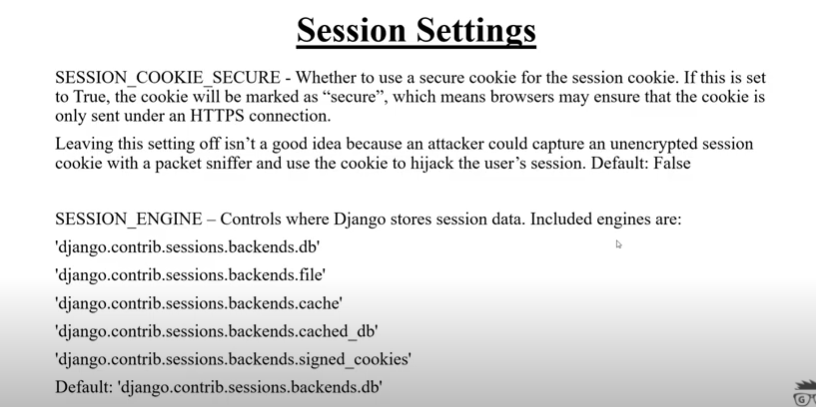 Session Settings
SESSION_COOKIE_SECURE - Whether to use a secure cookie for the session cookie. If this is set
to True, the cookie will be marked as “secure”, which means browsers may ensure that the cookie is
only sent under an HTTPS connection.
Leaving this setting off isn’t a good idea because an attacker could capture an unencrypted session
cookie with a packet sniffer and use the cookie to hijack the user’s session. Default: False
SESSION_ENGINE – Controls where Django stores session data. Included engines are:
'django.contrib.sessions.backends.db'
'django.contrib.sessions.backends.file'
'django.contrib.sessions.backends.cache'
'django.contrib.sessions.backends.cached_db'
'django.contrib.sessions.backends.signed_cookies'
Default: 'django.contrib.sessions.backends.db'